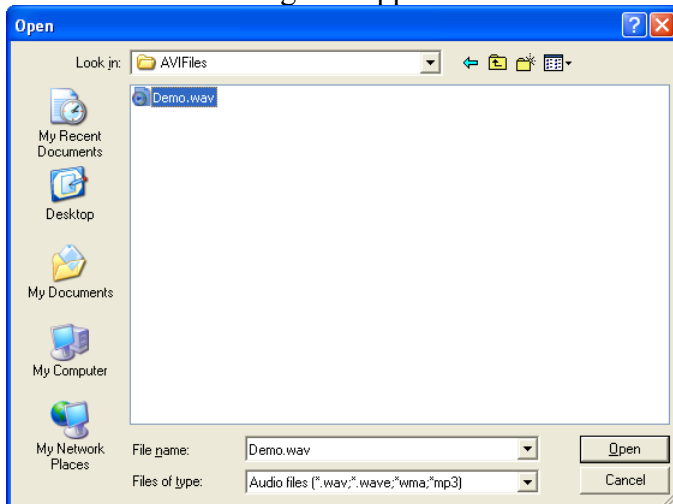 Open
Look in:
AVIFiles
Demo.wav
My Recent
Documents
Desktop
My Documents
My Computer
My Network
Places
File name:
Demo.wav
Open
Files of type:
Audio files (*.wav;*.wave;*wma;*mp3)
Cancel